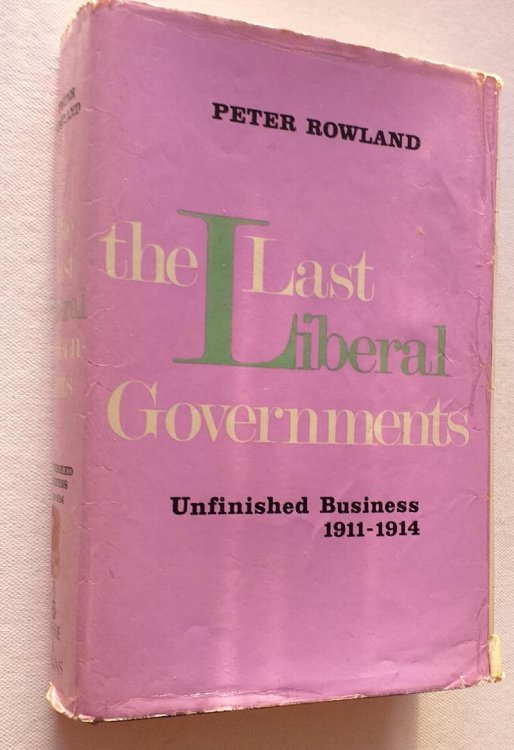 PETER ROWLAND
the Last
Liberal
Governments
Unfinished Business
1911-1914